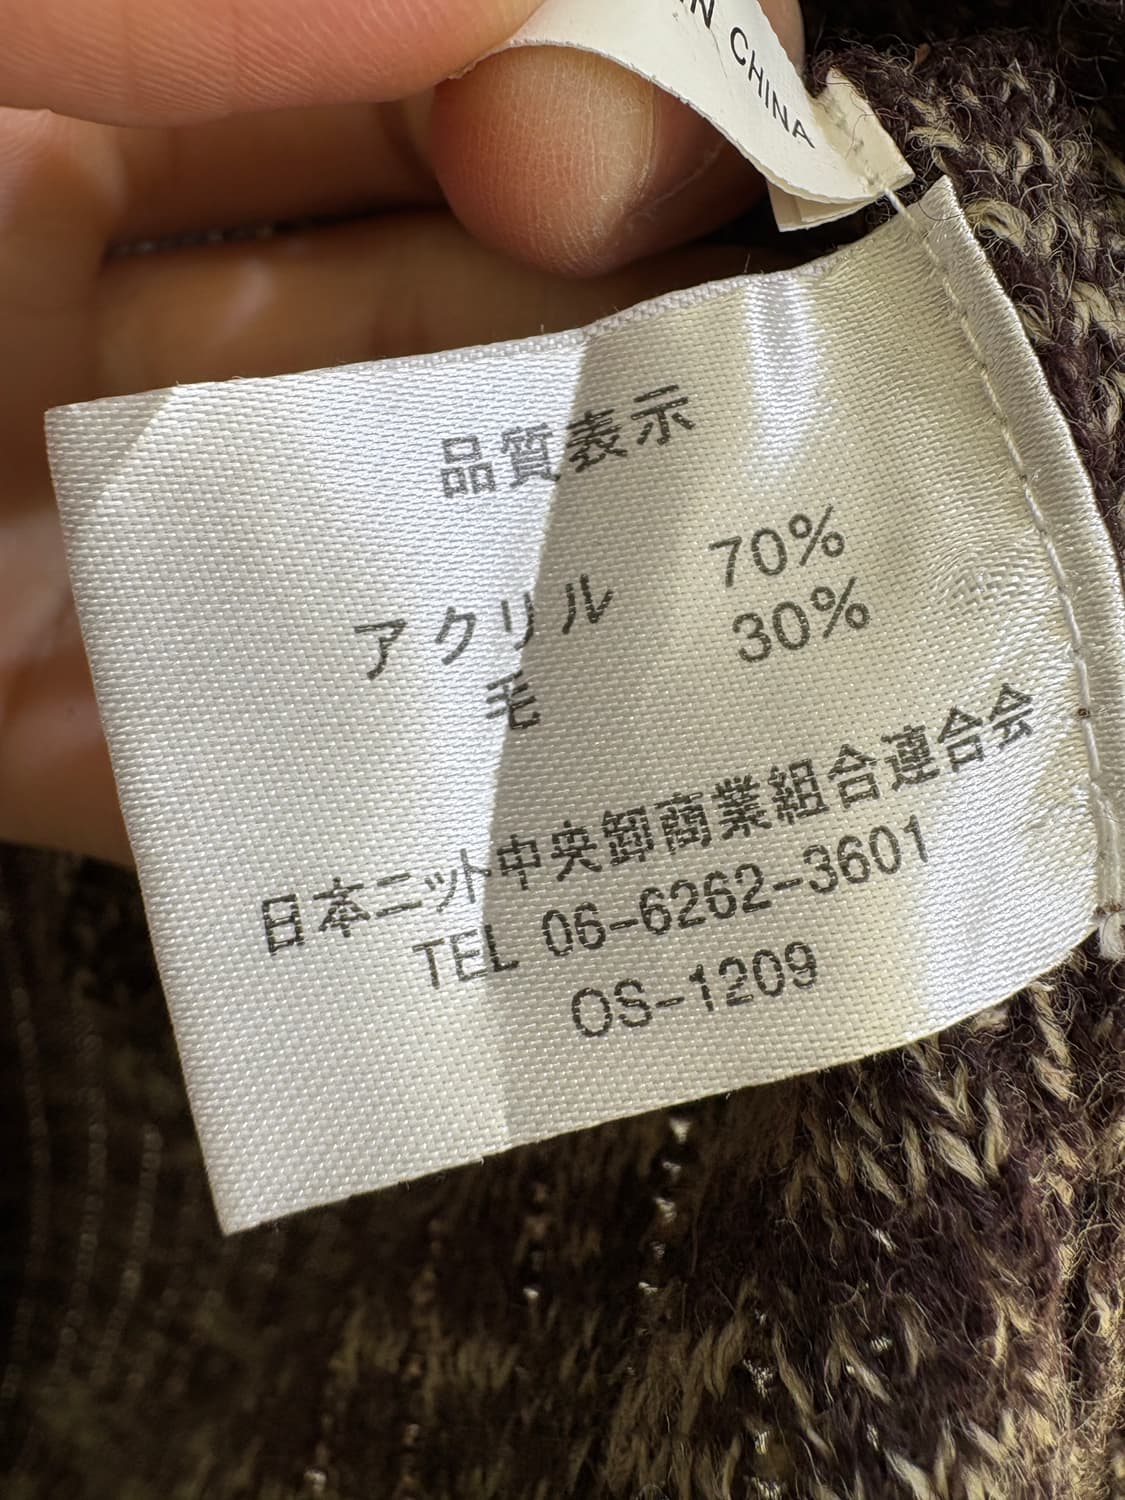 IN CHINA
品質表示
アクリル 70%
毛 30%
日本ニット中央卸商業組合連合会
TEL 06-6262-3601
OS-1209